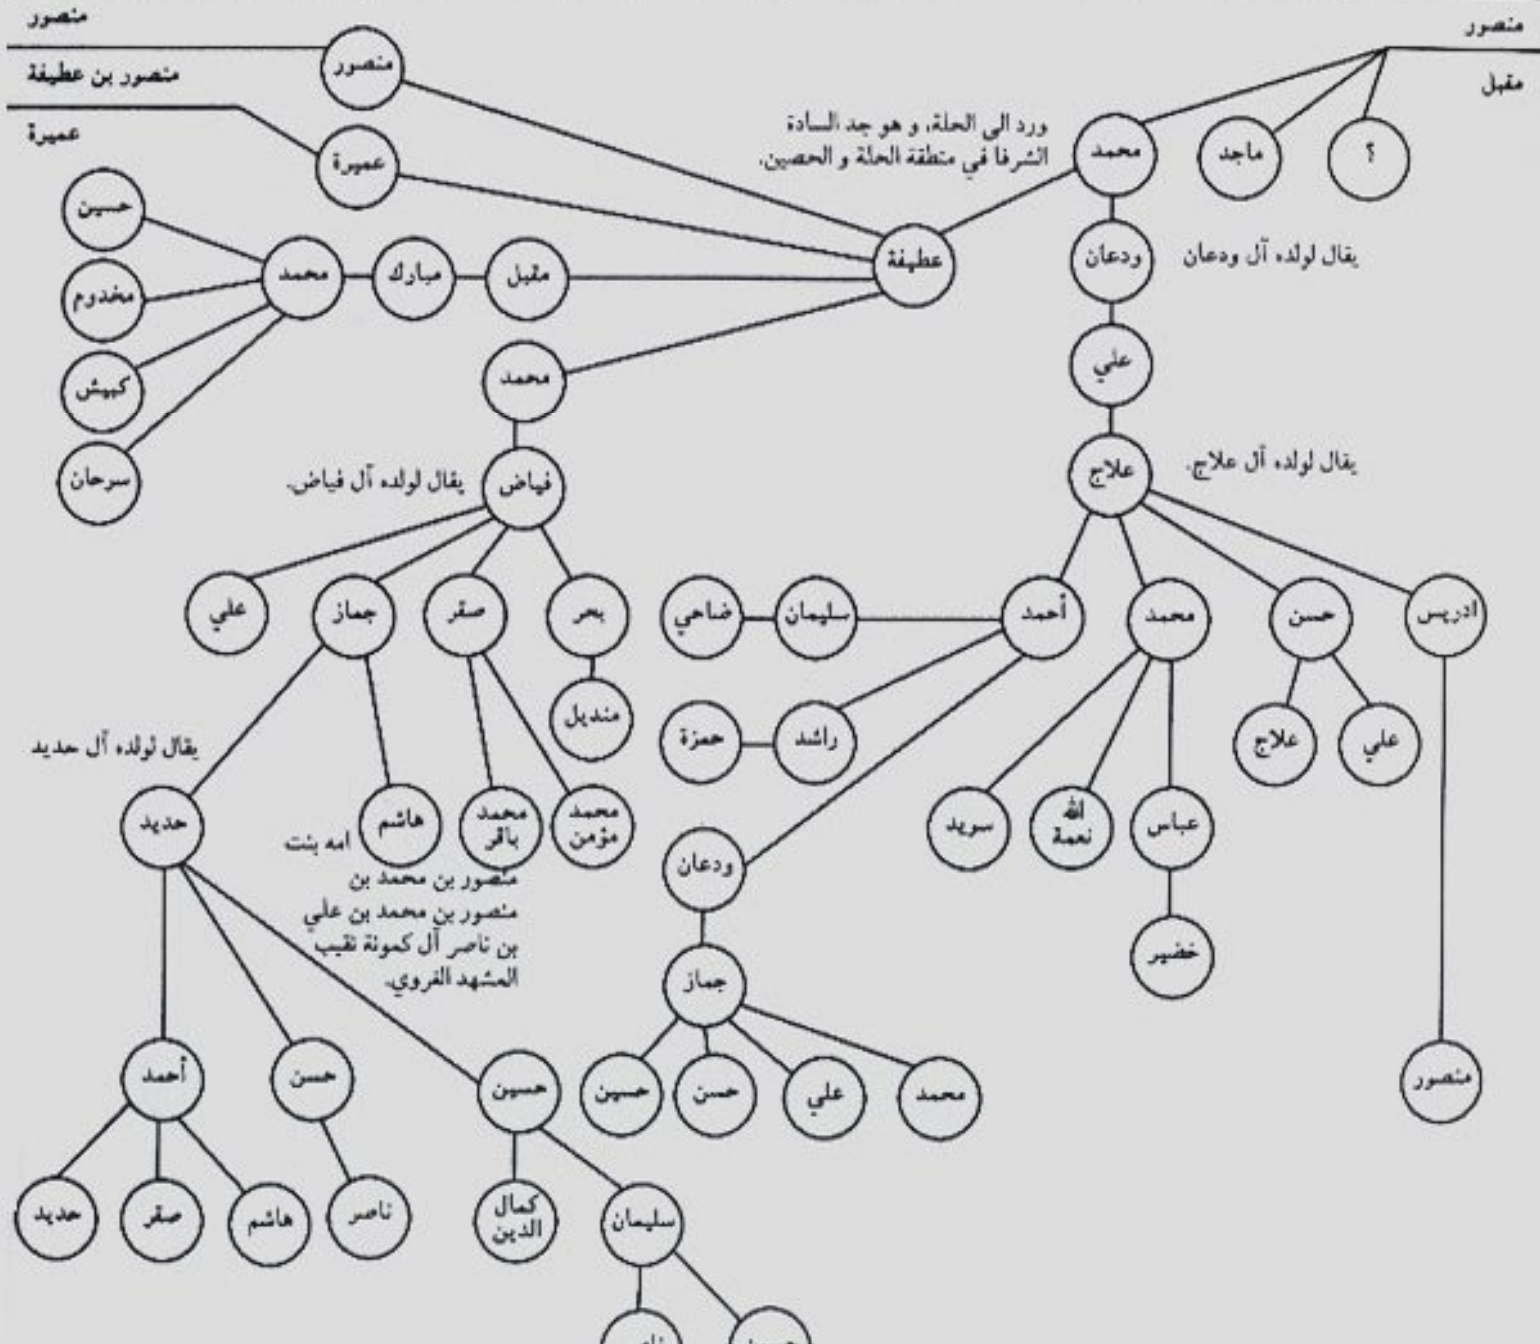 منصور
مقبل
؟
ماجد
محمد
ورد الى الحلة، و هو جد السادة
الشرفا في منطقة الحلة و الحصين.
منصور
منصور
منصور بن عطيفة
عميرة
عميرة
عطيفة
ودعان
يقال لولده آل ودعان
علي
علاج
يقال لولده آل علاج.
مقبل
مبارك
محمد
حسين
مخدوم
كبيش
سرحان
محمد
فياض
يقال لولده آل فياض.
ادريس
حسن
محمد
أحمد
سليمان
ضاحي
بحر
صقر
جماز
علي
منديل
علي
علاج
راشد
حمزة
يقال لولده آل حديد
عباس
الله
نعمة
سويد
ودعان
محمد
مؤمن
محمد
باقر
هاشم
حديد
امه بنت
منصور بن محمد بن
منصور بن محمد بن علي
بن ناصر آل كمونة نقيب
المشهد الغروي.
خضير
جماز
منصور
محمد
علي
حسن
حسين
حسين
حسن
أحمد
سليمان
كمال
الدين
ناصر
هاشم
صقر
حديد